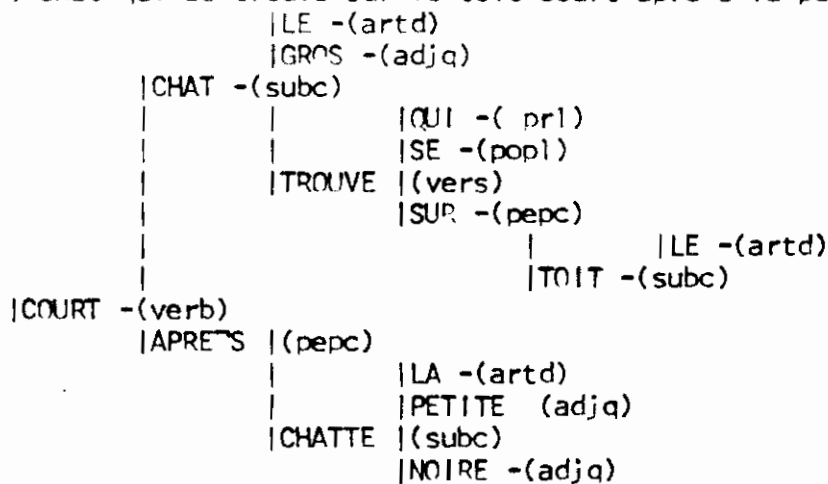 |LE -(artd)
|GROS -(adjq)
|CHAT -(subc)
| | |QUI -( prl)
| | |SE -(popl)
| |TROUVE |(vers)
| |SUR -(pepc)
| | |LE -(artd)
| |TOIT -(subc)
|COURT -(verb)
|APRE S |(pepc)
| |LA -(artd)
| |PETITE (adjq)
|CHATTE |(subc)
|NOIRE -(adjq)